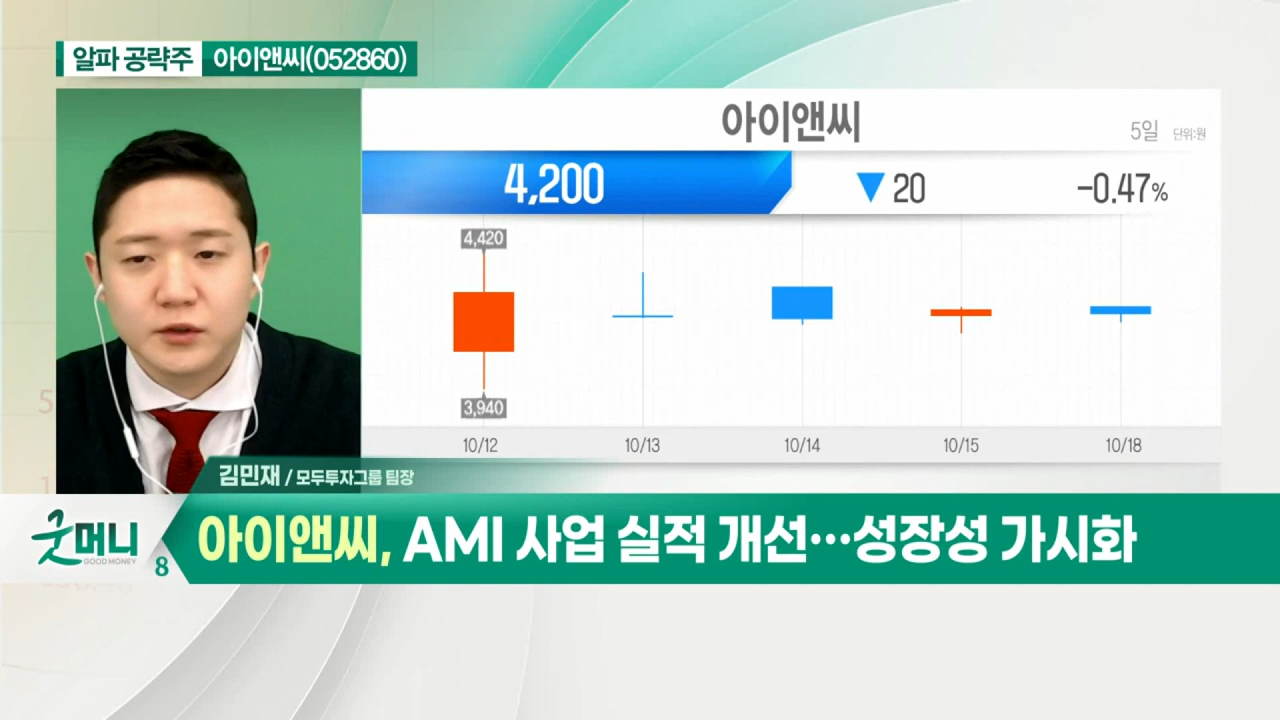 알파 공략주 아이앤씨(052860)
아이앤씨
5일 단위:원
4,200 ▼ 20 -0.47%
4,420
3,940
10/12 10/13 10/14 10/15 10/18
김민재 / 모두투자그룹 팀장
굿머니
GOOD MONEY
8
아이앤씨, AMI 사업 실적 개선…성장성 가시화